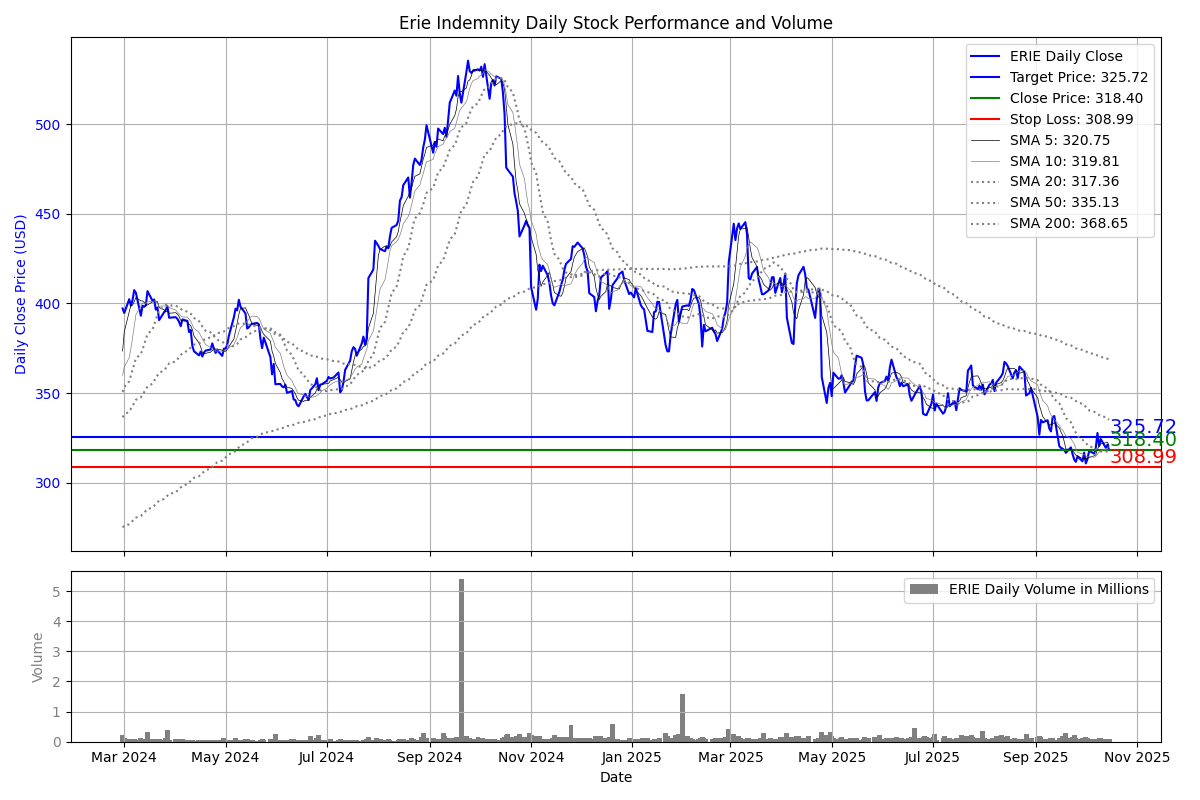 Erie Indemnity Daily Stock Performance and Volume
ERIE Daily Close
Target Price: 325.72
Close Price: 318.40
Stop Loss: 308.99
SMA 5: 320.75
SMA 10: 319.81
SMA 20: 317.36
SMA 50: 335.13
SMA 200: 368.65
Daily Close Price (USD)
500
450
400
350
300
325.72
318.40
308.99
ERIE Daily Volume in Millions
Volume
5
4
3
2
1
0
Mar 2024 May 2024 Jul 2024 Sep 2024 Nov 2024 Jan 2025 Mar 2025 May 2025 Jul 2025 Sep 2025 Nov 2025
Date